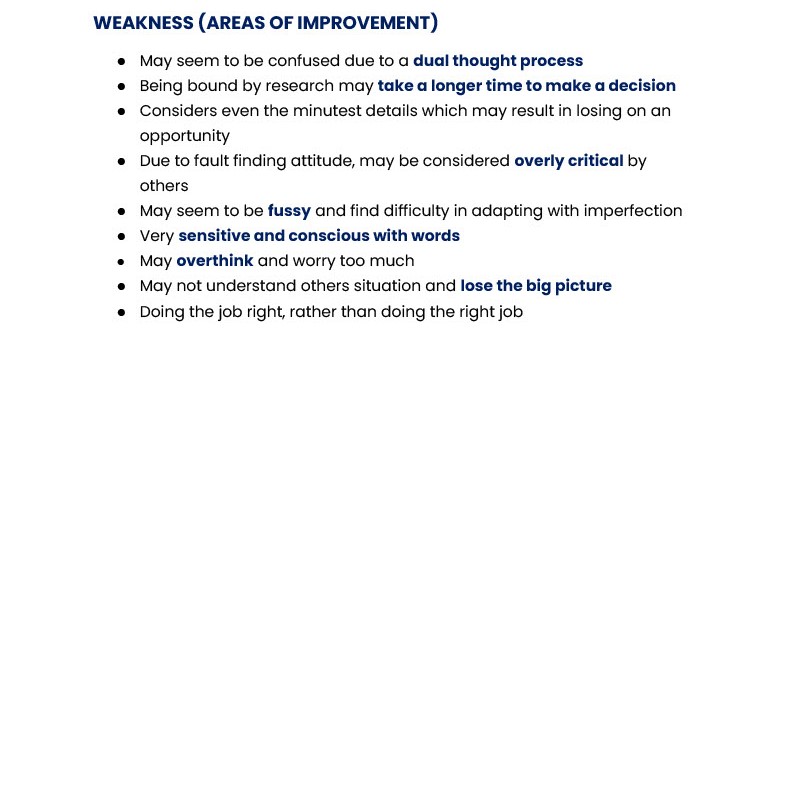 WEAKNESS (AREAS OF IMPROVEMENT)
● May seem to be confused due to a dual thought process
● Being bound by research may take a longer time to make a decision
● Considers even the minutest details which may result in losing on an
opportunity
● Due to fault finding attitude, may be considered overly critical by
others
● May seem to be fussy and find difficulty in adapting with imperfection
● Very sensitive and conscious with words
● May overthink and worry too much
● May not understand others situation and lose the big picture
● Doing the job right, rather than doing the right job